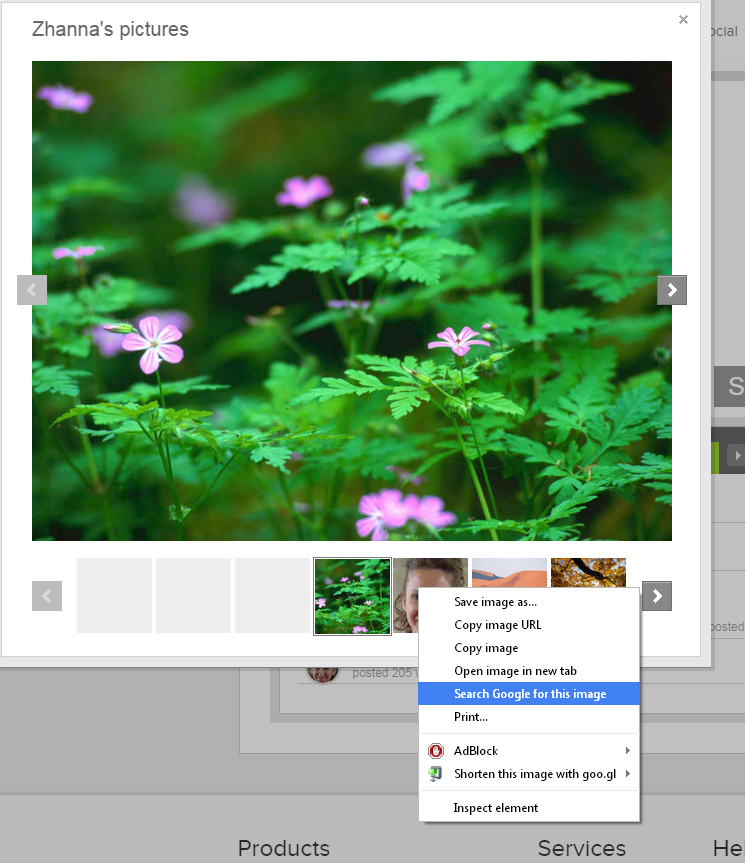 Zhanna's pictures
ocial
S
posted
posted 205
Save image as...
Copy image URL
Copy image
Open image in new tab
Search Google for this image
Print...
AdBlock
Shorten this image with goo.gl
Inspect element
Products
Services
He